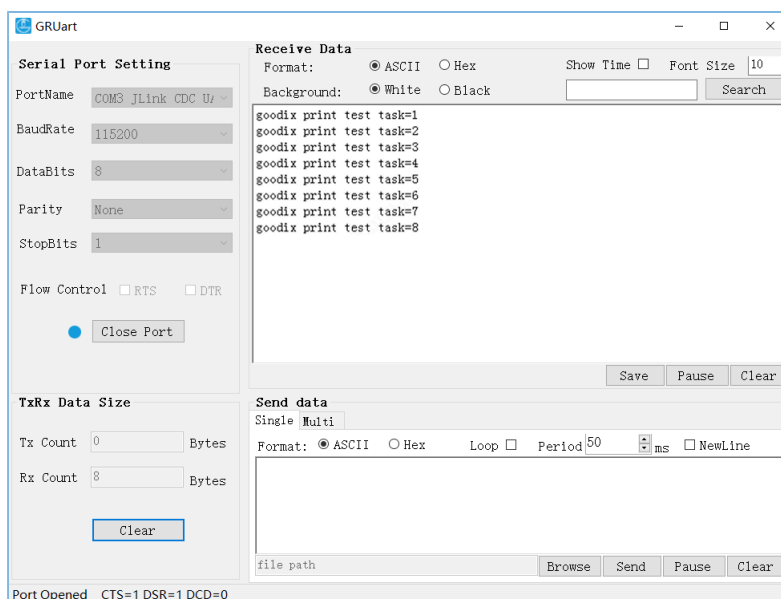 GRUart
Serial Port Setting
PortName COM3 JLink CDC UA
BaudRate 115200
DataBits 8
Parity None
StopBits 1
Flow Control RTS DTR
Close Port
Receive Data
Format: ASCII Hex Show Time Font Size 10
Background: White Black Search
goodix print test task=1
goodix print test task=2
goodix print test task=3
goodix print test task=4
goodix print test task=5
goodix print test task=6
goodix print test task=7
goodix print test task=8
Save Pause Clear
TxRx Data Size
Tx Count 0 Bytes
Rx Count 8 Bytes
Clear
Send data
Single Multi
Format: ASCII Hex Loop Period 50 ms NewLine
file path Browse Send Pause Clear
Port Opened CTS=1 DSR=1 DCD=0